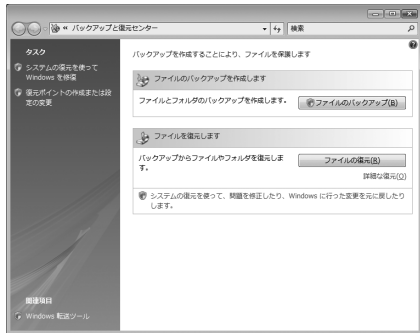 « バックアップと復元センター
検索
タスク
システムの復元を使って
Windows を修復
復元ポイントの作成または設
定の変更
バックアップを作成することにより、ファイルを保護します
ファイルのバックアップを作成します
ファイルとフォルダのバックアップを作成します。
ファイルのバックアップ(B)
ファイルを復元します
バックアップからファイルやフォルダを復元しま
す。
ファイルの復元(R)
詳細な復元(O)
システムの復元を使って、問題を修正したり、Windows に行った変更を元に戻したり
します。
関連項目
Windows 転送ツール